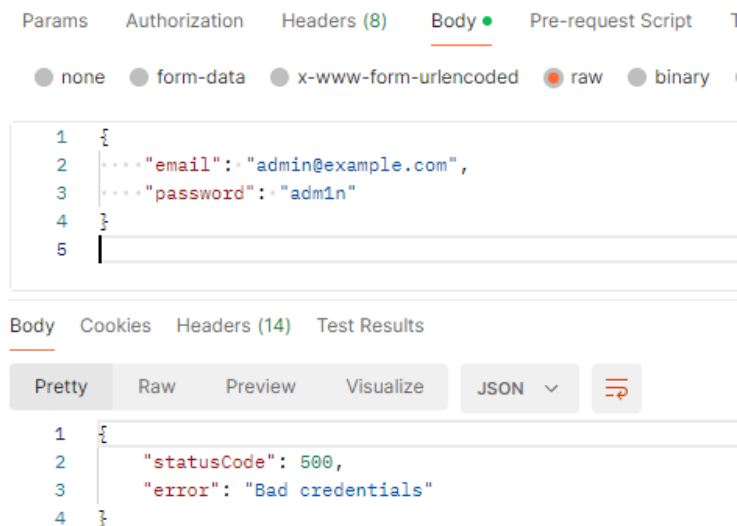 Params Authorization Headers (8) Body Pre-request Script
none form-data x-www-form-urlencoded raw binary
1 {
2 "email": "admin@example.com",
3 "password": "adm1n"
4 }
5
Body Cookies Headers (14) Test Results
Pretty Raw Preview Visualize JSON
1 {
2 "statusCode": 500,
3 "error": "Bad credentials"
4 }